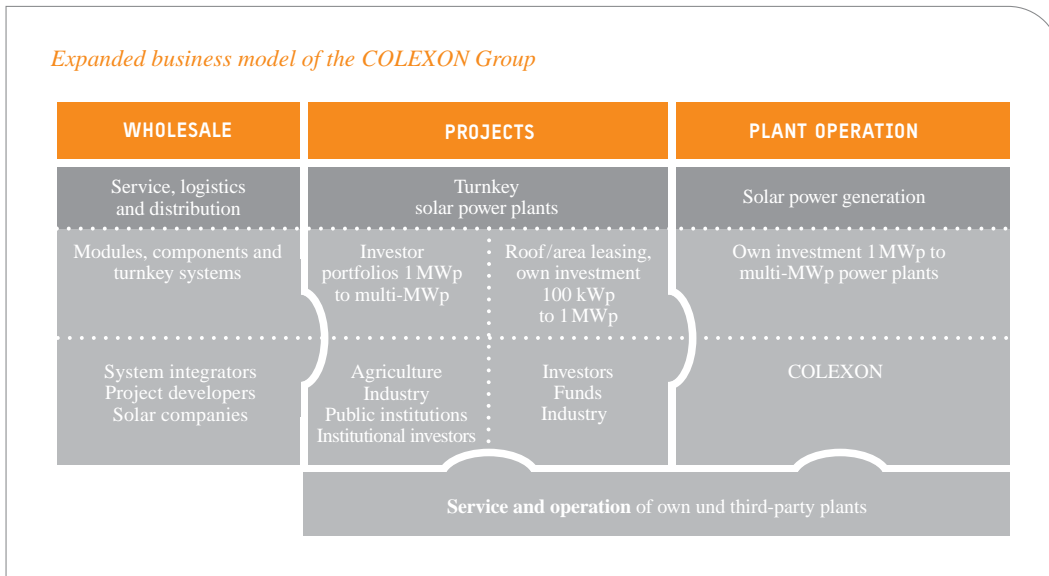 Expanded business model of the COLEXON Group
WHOLESALE
PROJECTS
PLANT OPERATION
Service, logistics
and distribution
Turnkey
solar power plants
Solar power generation
Modules, components and
turnkey systems
Investor
portfolios 1 MWp
to multi-MWp
Roof/area leasing,
own investment
100 kWp
to 1 MWp
Own investment 1 MWp to
multi-MWp power plants
System integrators
Project developers
Solar companies
Agriculture
Industry
Public institutions
Institutional investors
Investors
Funds
Industry
COLEXON
Service and operation of own und third-party plants